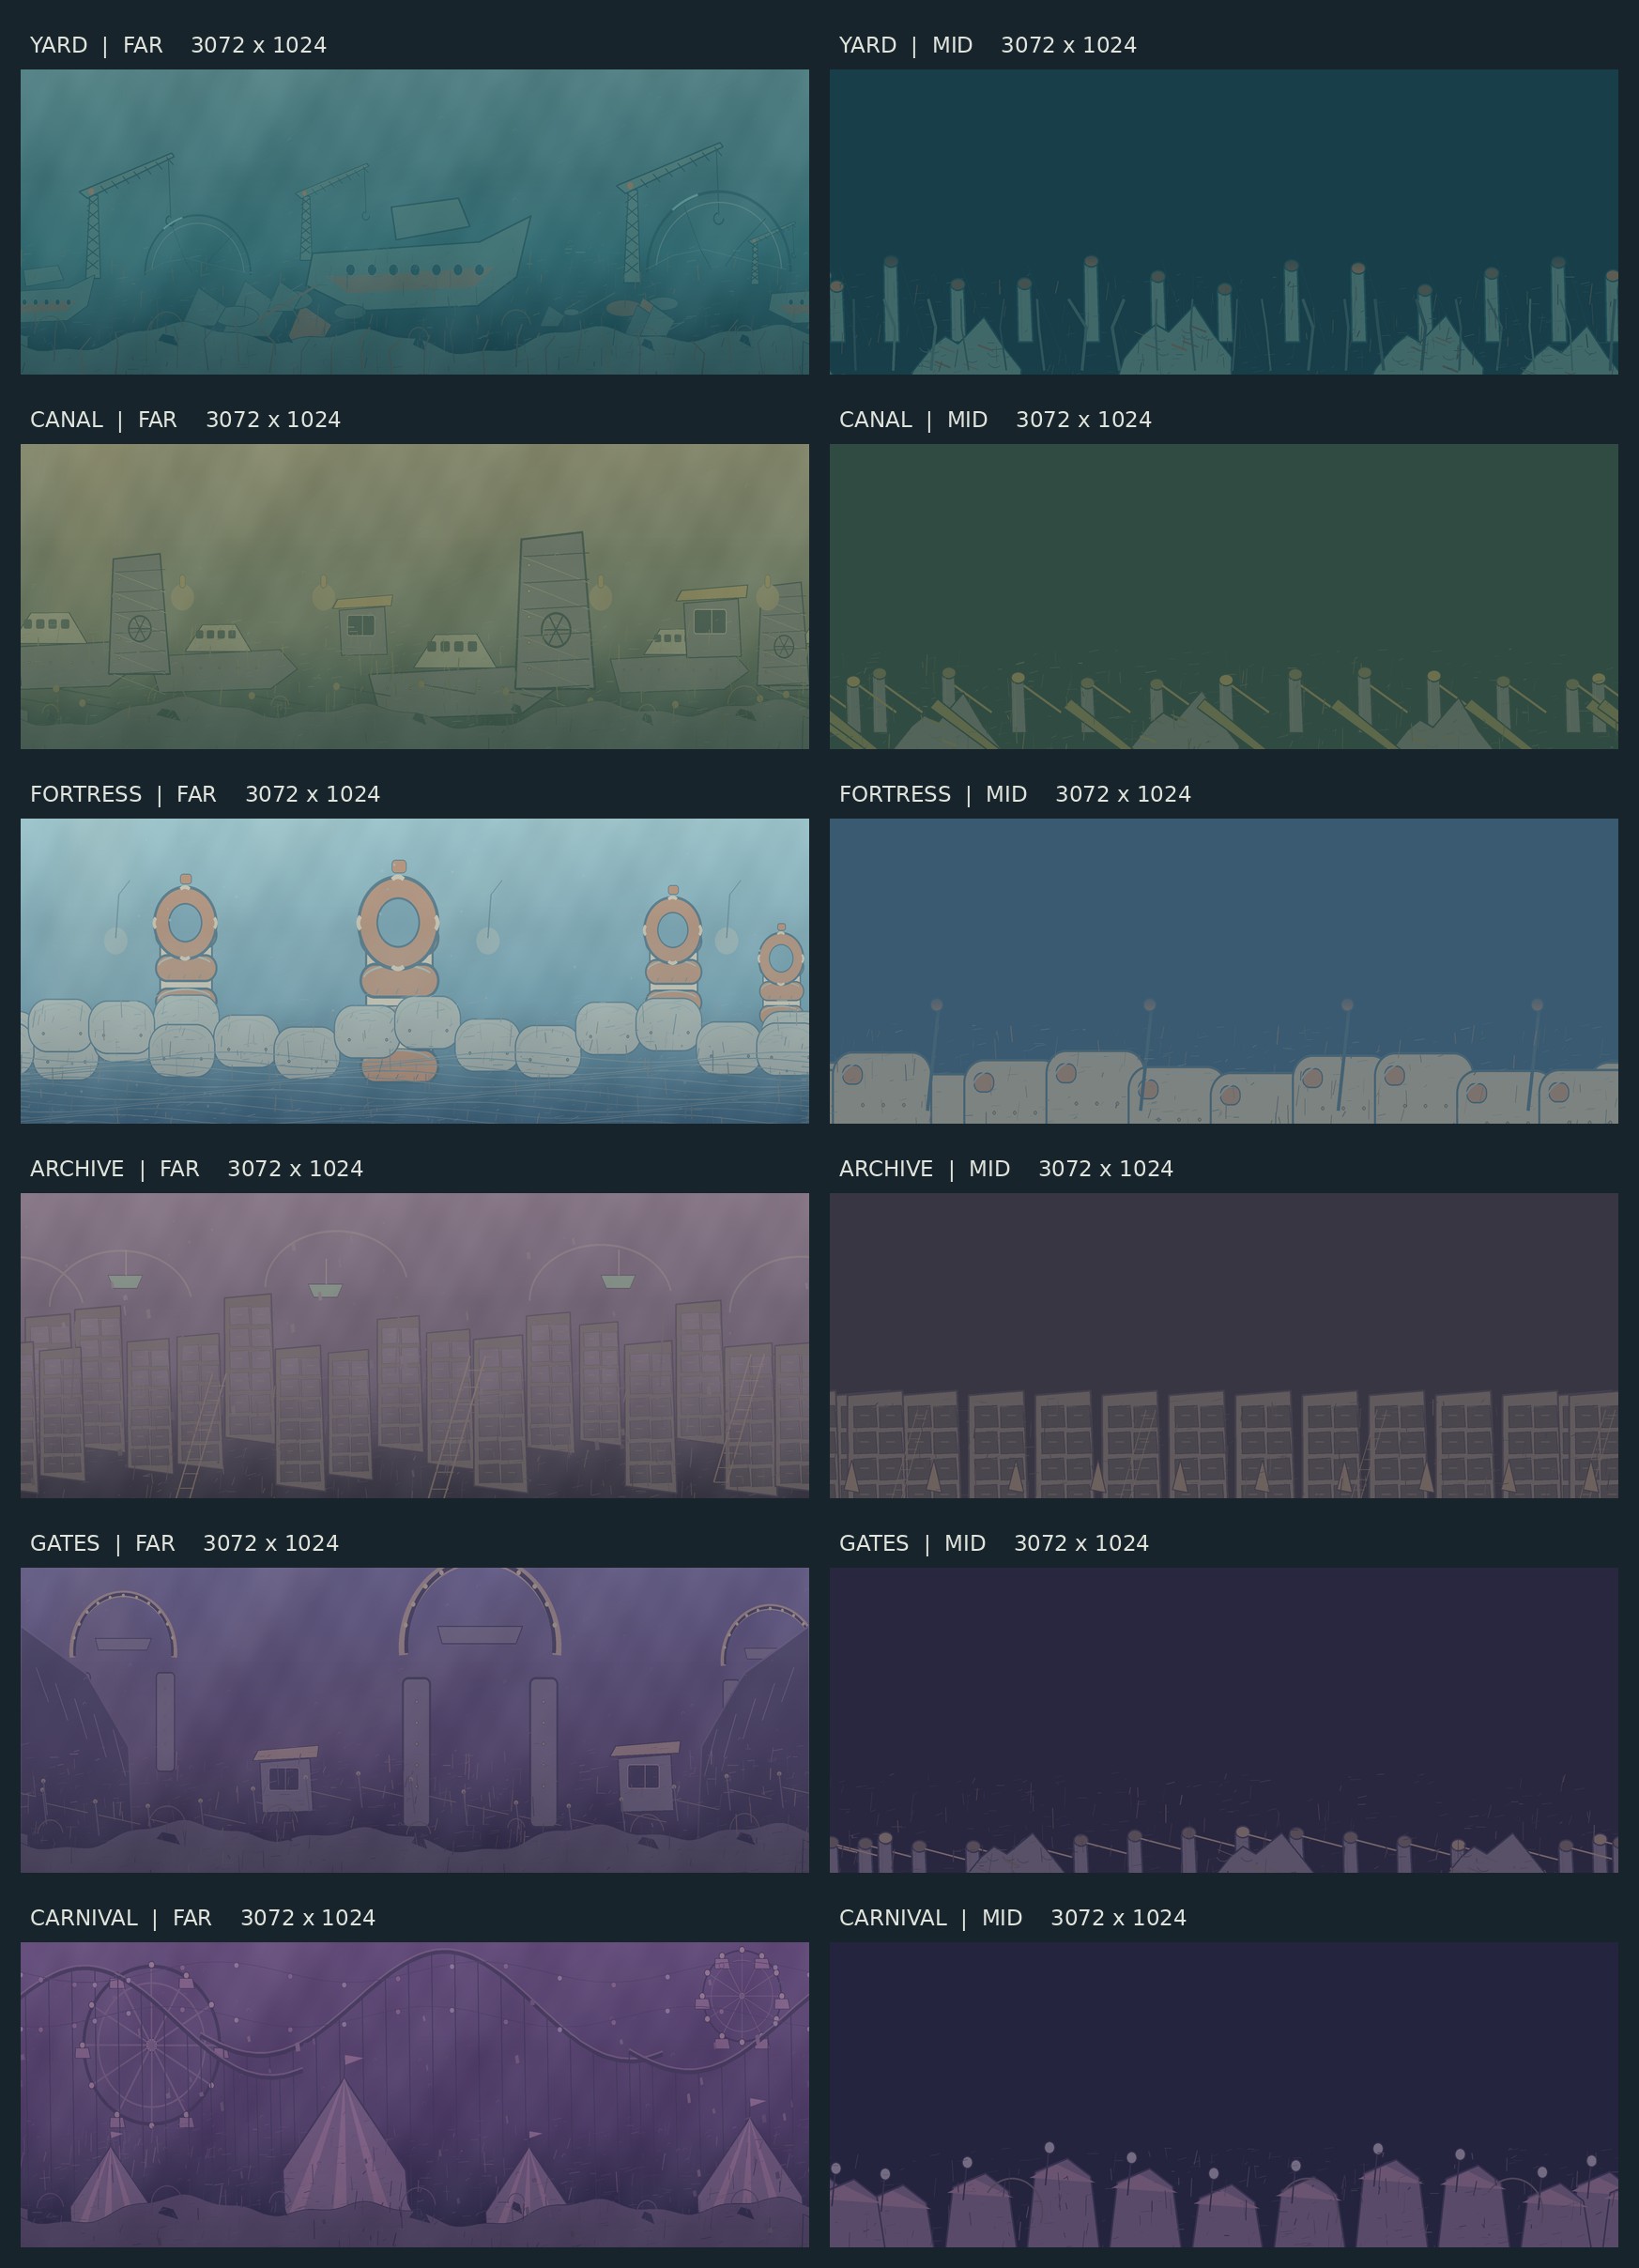 YARD | FAR 3072 x 1024
YARD | MID 3072 x 1024
CANAL | FAR 3072 x 1024
CANAL | MID 3072 x 1024
FORTRESS | FAR 3072 x 1024
FORTRESS | MID 3072 x 1024
ARCHIVE | FAR 3072 x 1024
ARCHIVE | MID 3072 x 1024
GATES | FAR 3072 x 1024
GATES | MID 3072 x 1024
CARNIVAL | FAR 3072 x 1024
CARNIVAL | MID 3072 x 1024